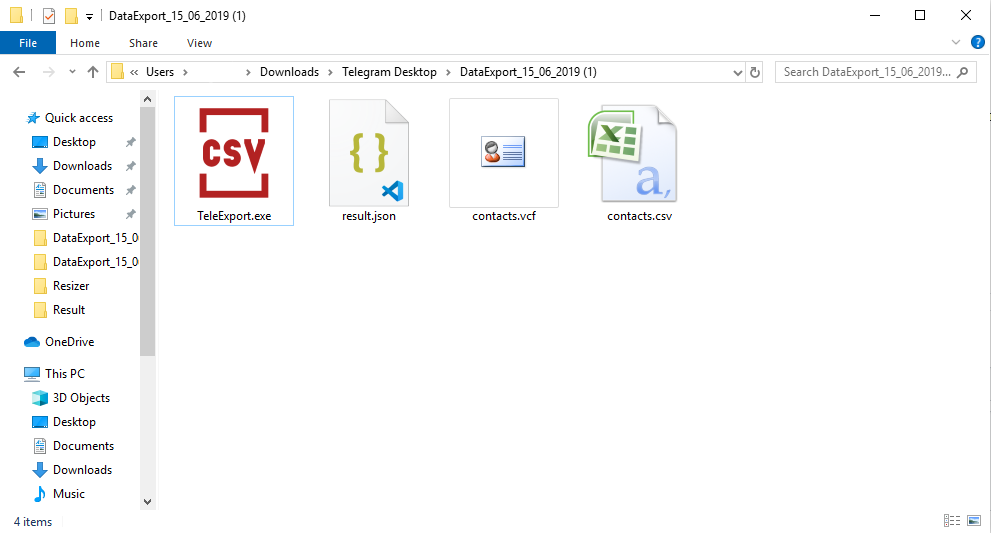 DataExport_15_06_2019 (1)
File Home Share View
Users Downloads Telegram Desktop DataExport_15_06_2019 (1)
Search DataExport_15_06_2019...
Quick access
Desktop
Downloads
Documents
Pictures
DataExport_15_0
DataExport_15_0
Resizer
Result
OneDrive
This PC
3D Objects
Desktop
Documents
Downloads
Music
CSV
TeleExport.exe
{ }
result.json
contacts.vcf
a,
contacts.csv
4 items